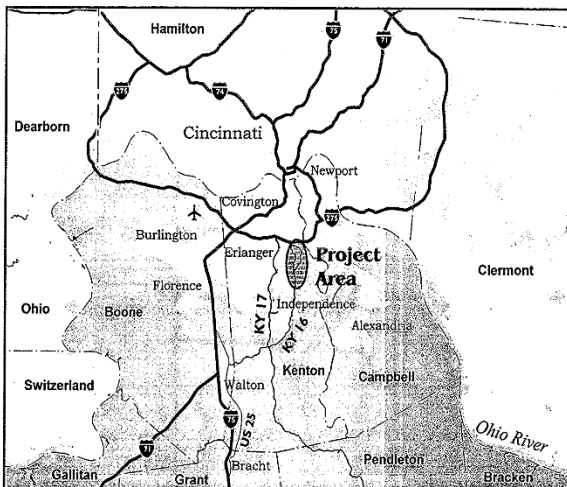 Hamilton
75
71
275
74
Dearborn
Cincinnati
Newport
Covington
275
Burlington
Erlanger
Project
Area
Clermont
Florence
Ohio
Boone
KY 17
Independence
KY 16
Alexandria
Kenton
Switzerland
Walton
Campbell
75
US 25
Ohio River
71
Bracht
Pendleton
Gallitan
Grant
Bracken